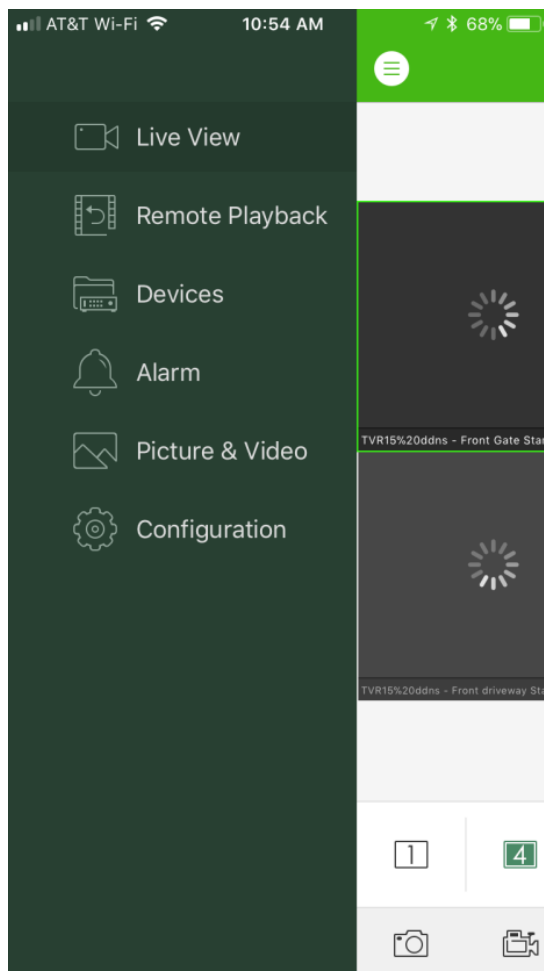 AT&T Wi-Fi 10:54 AM 68%
Live View
Remote Playback
Devices
Alarm
Picture & Video
Configuration
TVR15%20ddns - Front Gate
TVR15%20ddns - Front driveway
1
4